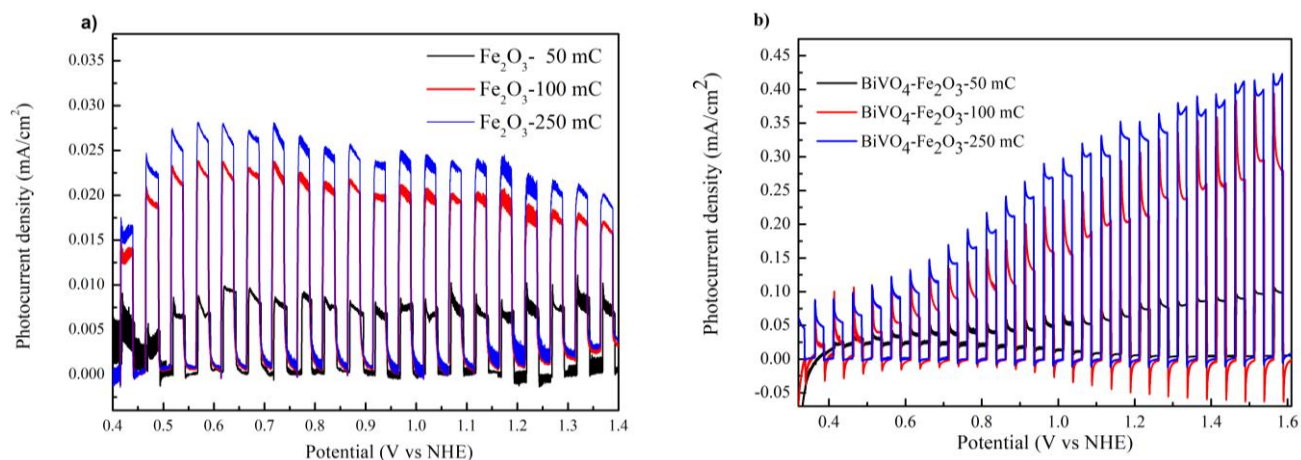 a)
Photocurrent density (mA/cm²)
0.035
0.030
0.025
0.020
0.015
0.010
0.005
0.000
Fe₂O₃- 50 mC
Fe₂O₃-100 mC
Fe₂O₃-250 mC
0.4 0.5 0.6 0.7 0.8 0.9 1.0 1.1 1.2 1.3 1.4
Potential (V vs NHE)
b)
Photocurrent density (mA/cm²)
0.45
0.40
0.35
0.30
0.25
0.20
0.15
0.10
0.05
0.00
-0.05
BiVO₄-Fe₂O₃-50 mC
BiVO₄-Fe₂O₃-100 mC
BiVO₄-Fe₂O₃-250 mC
0.4 0.6 0.8 1.0 1.2 1.4 1.6
Potential (V vs NHE)